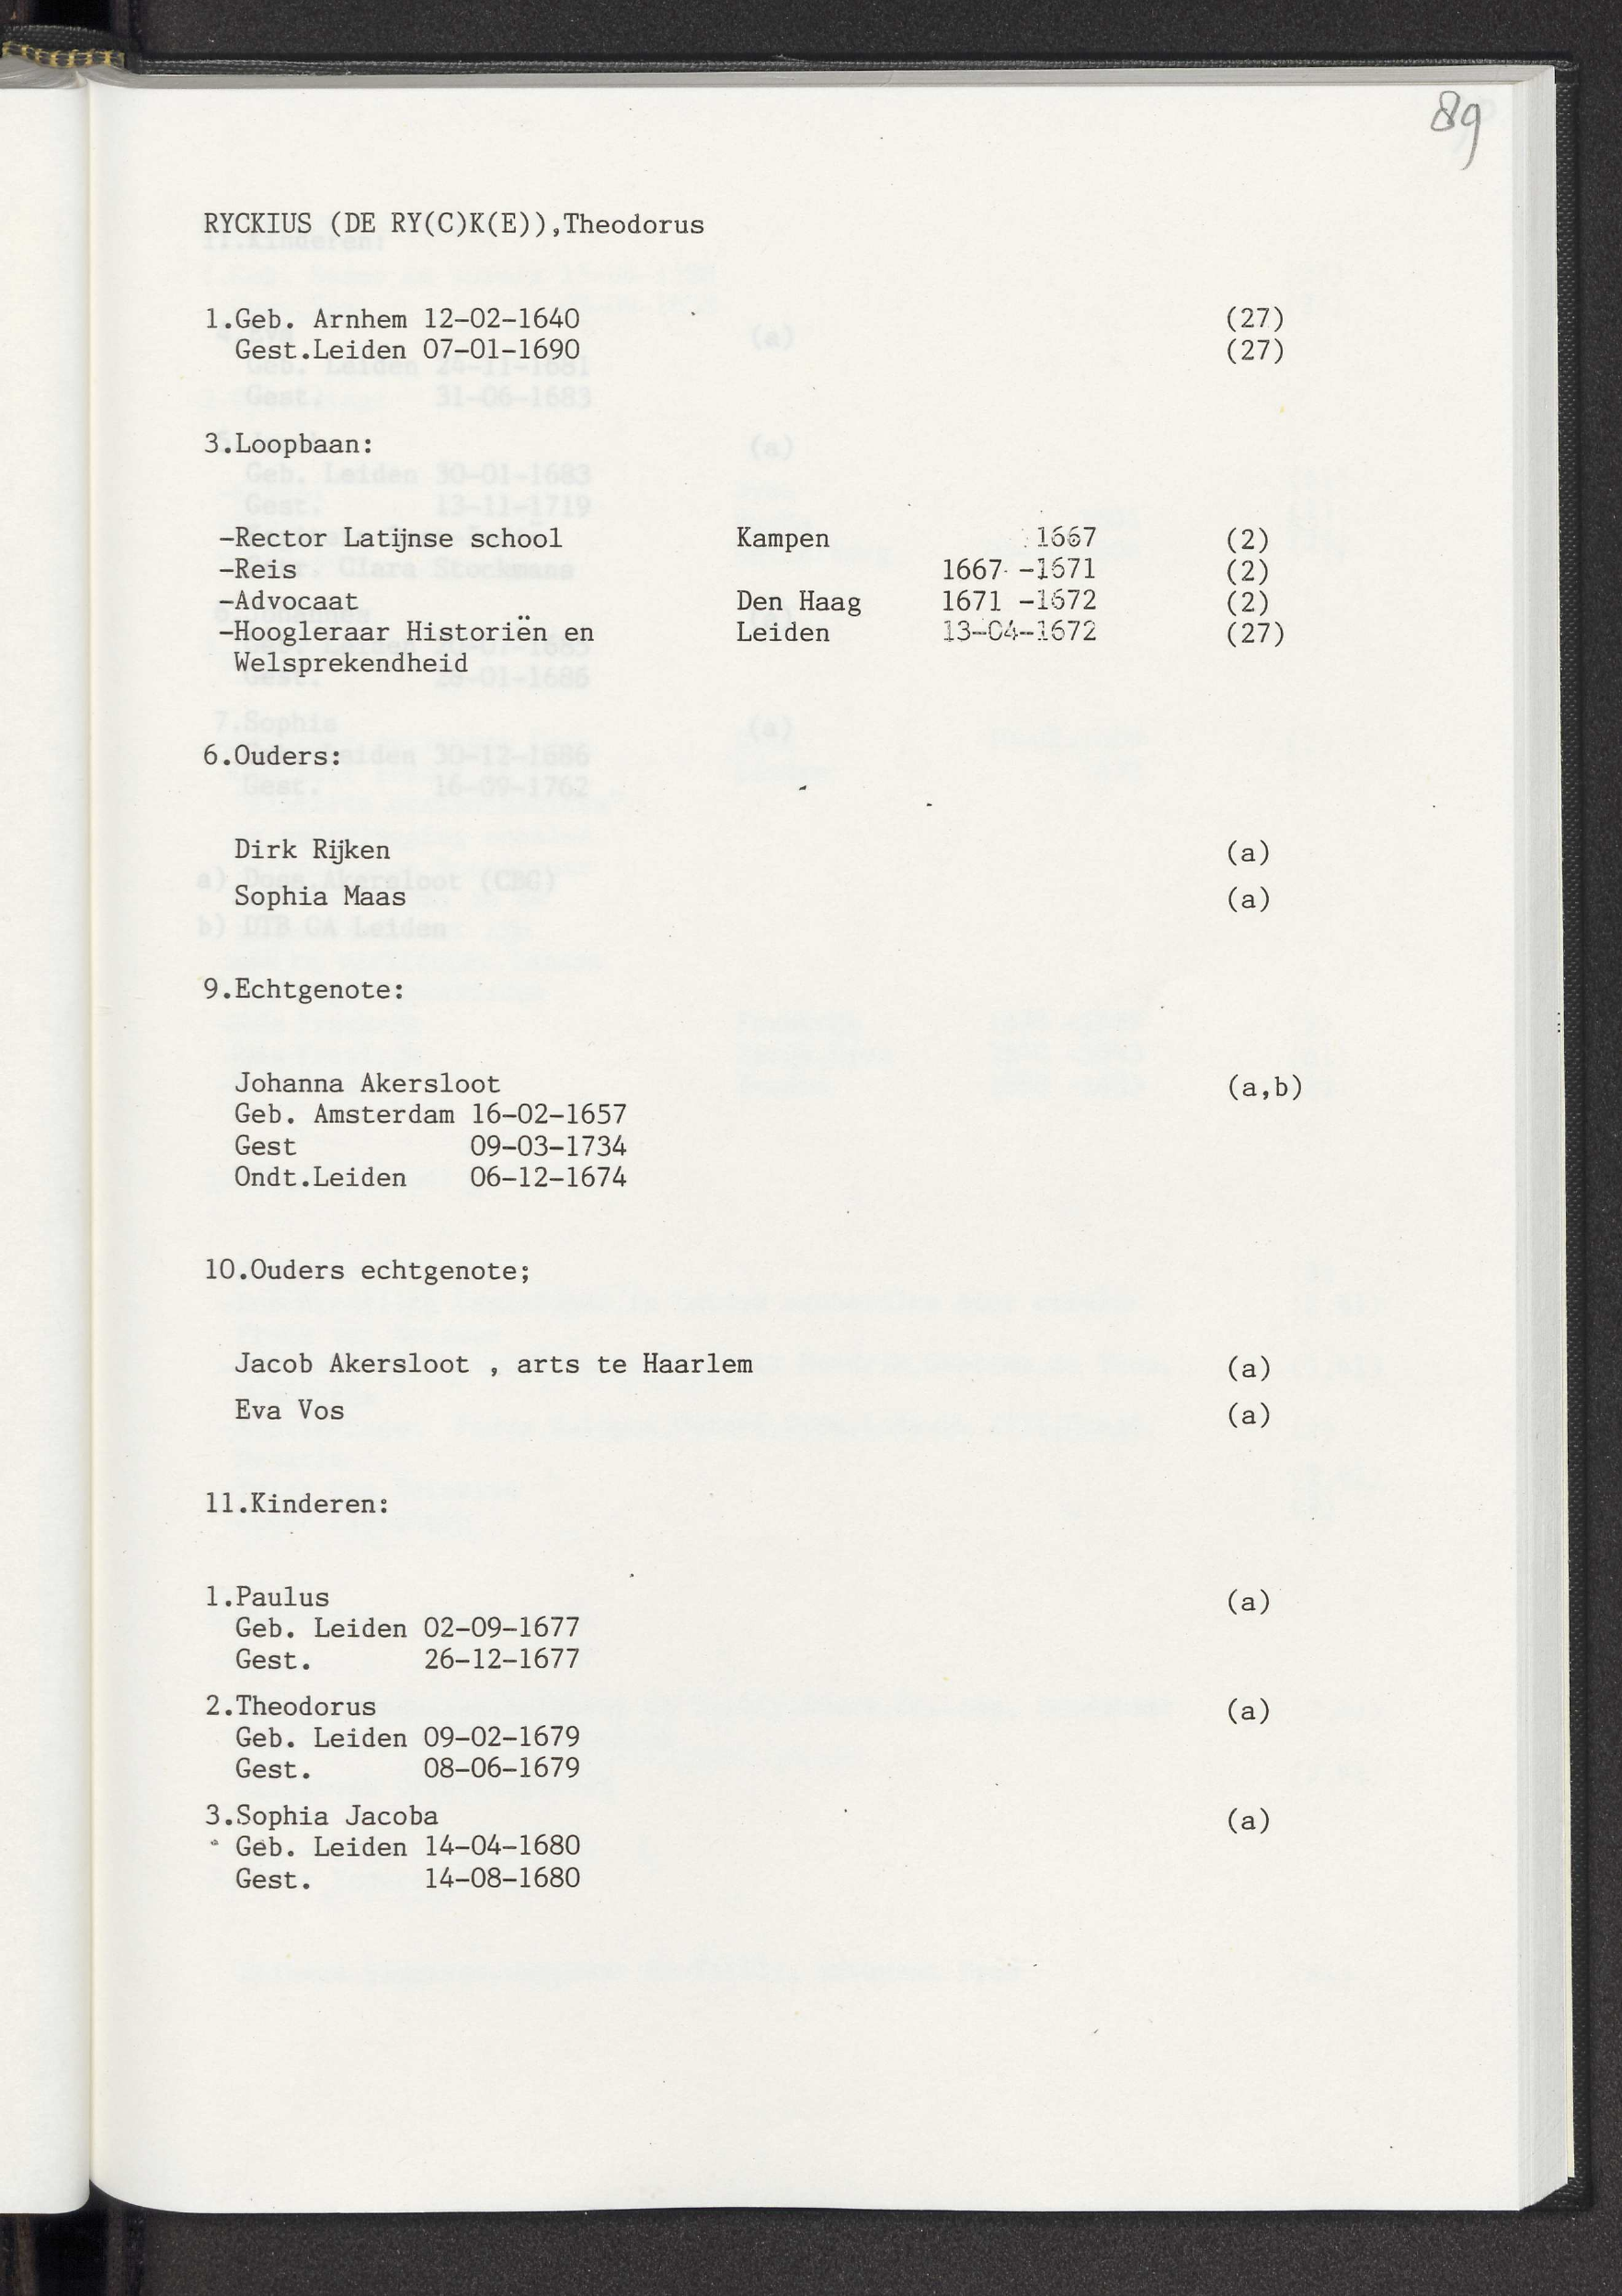 89
RYCKIUS (DE RY(C)K(E)),Theodorus
1.Geb. Arnhem 12-02-1640 (27)
Gest.Leiden 07-01-1690 (27)
3.Loopbaan:
-Rector Latijnse school Kampen 1667 (2)
-Reis 1667 -1671 (2)
-Advocaat Den Haag 1671 -1672 (2)
-Hoogleraar Historiën en Leiden 13-04-1672 (27)
Welsprekendheid
6.Ouders:
Dirk Rijken (a)
Sophia Maas (a)
9.Echtgenote:
Johanna Akersloot (a,b)
Geb. Amsterdam 16-02-1657
Gest 09-03-1734
Ondt.Leiden 06-12-1674
10.Ouders echtgenote;
Jacob Akersloot , arts te Haarlem (a)
Eva Vos (a)
11.Kinderen:
1.Paulus (a)
Geb. Leiden 02-09-1677
Gest. 26-12-1677
2.Theodorus (a)
Geb. Leiden 09-02-1679
Gest. 08-06-1679
3.Sophia Jacoba (a)
Geb. Leiden 14-04-1680
Gest. 14-08-1680